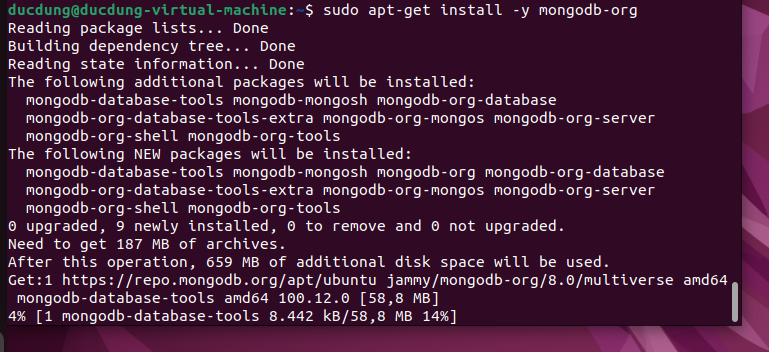 ducdung@ducdung-virtual-machine:~$ sudo apt-get install -y mongodb-org
Reading package lists... Done
Building dependency tree... Done
Reading state information... Done
The following additional packages will be installed:
  mongodb-database-tools mongodb-mongosh mongodb-org-database
  mongodb-org-database-tools-extra mongodb-org-mongos mongodb-org-server
  mongodb-org-shell mongodb-org-tools
The following NEW packages will be installed:
  mongodb-database-tools mongodb-mongosh mongodb-org mongodb-org-database
  mongodb-org-database-tools-extra mongodb-org-mongos mongodb-org-server
  mongodb-org-shell mongodb-org-tools
0 upgraded, 9 newly installed, 0 to remove and 0 not upgraded.
Need to get 187 MB of archives.
After this operation, 659 MB of additional disk space will be used.
Get:1 https://repo.mongodb.org/apt/ubuntu jammy/mongodb-org/8.0/multiverse amd64
 mongodb-database-tools amd64 100.12.0 [58,8 MB]
4% [1 mongodb-database-tools 8.442 kB/58,8 MB 14%]